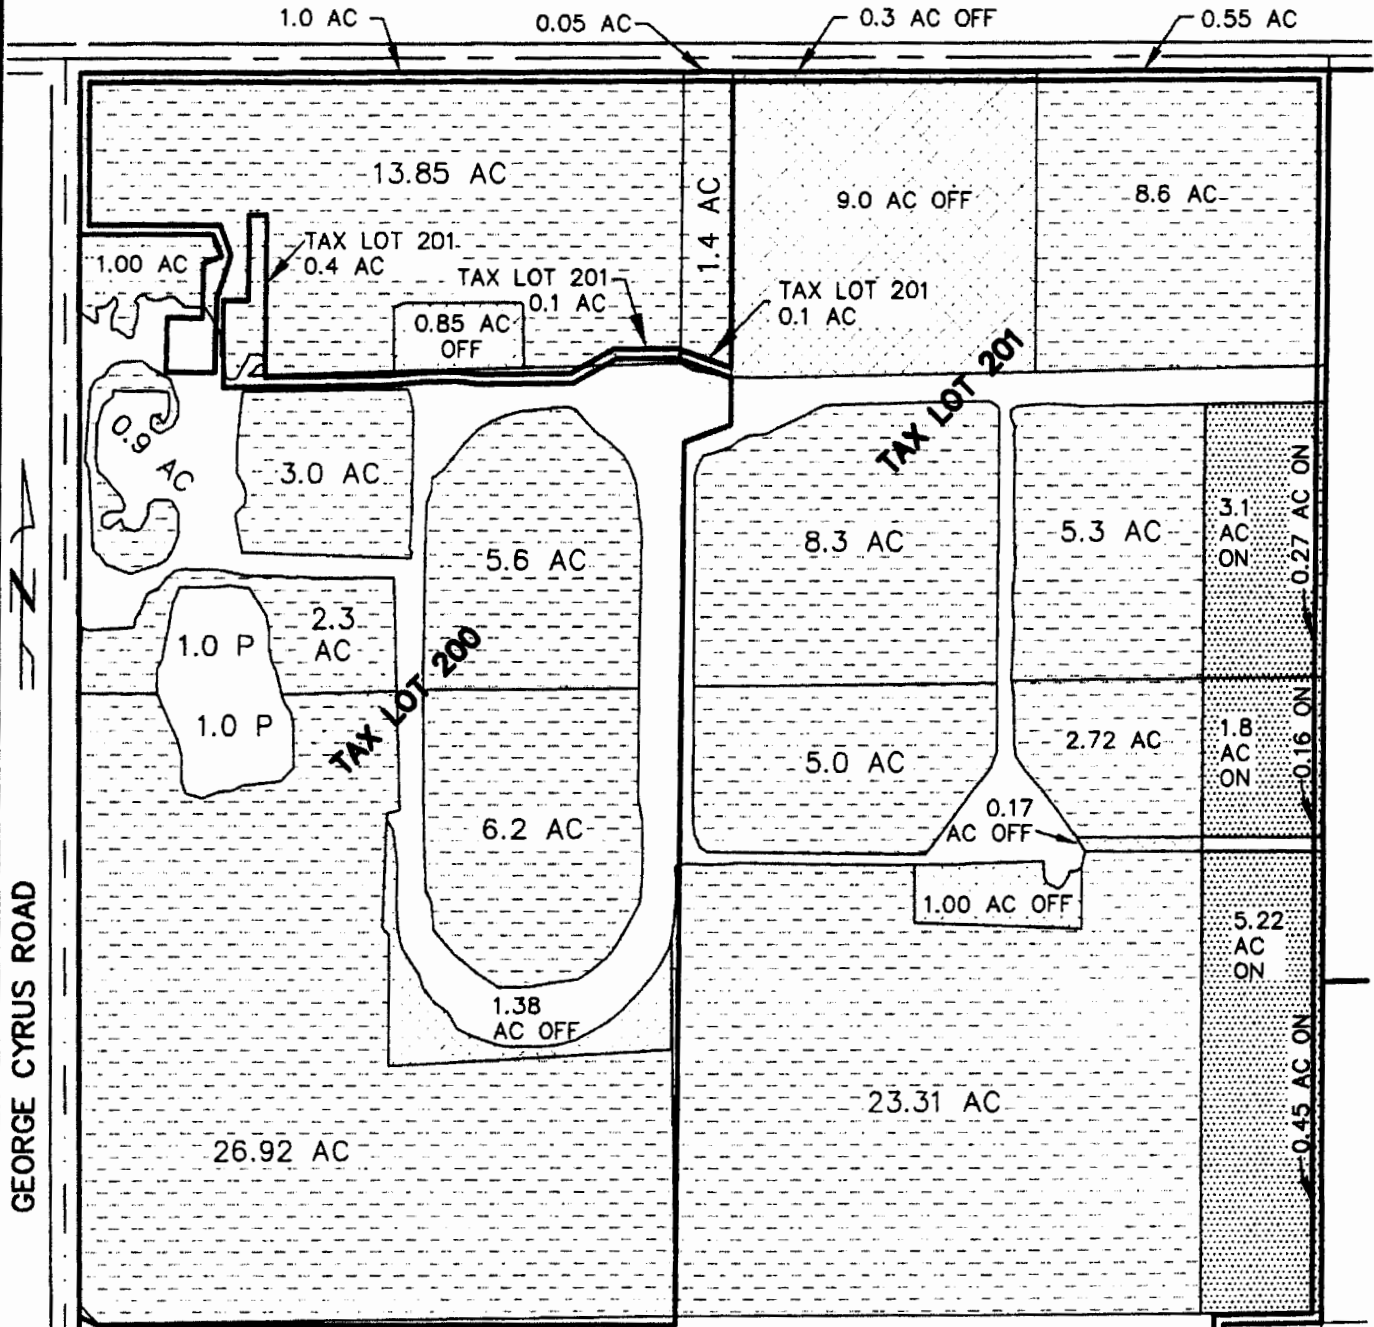 1.0 AC
0.05 AC
0.3 AC OFF
0.55 AC
13.85 AC
1.4 AC
9.0 AC OFF
8.6 AC
1.00 AC
TAX LOT 201
0.4 AC
TAX LOT 201
0.1 AC
TAX LOT 201
0.1 AC
0.85 AC
OFF
TAX LOT 201
0.9 AC
3.0 AC
5.6 AC
8.3 AC
5.3 AC
3.1
AC
ON
0.27 AC ON
1.0 P
2.3
AC
TAX LOT 200
1.0 P
6.2 AC
5.0 AC
2.72 AC
1.8
AC
ON
0.16 ON
0.17
AC OFF
1.00 AC OFF
5.22
AC
ON
1.38
AC OFF
N
GEORGE CYRUS ROAD
26.92 AC
23.31 AC
0.45 AC ON